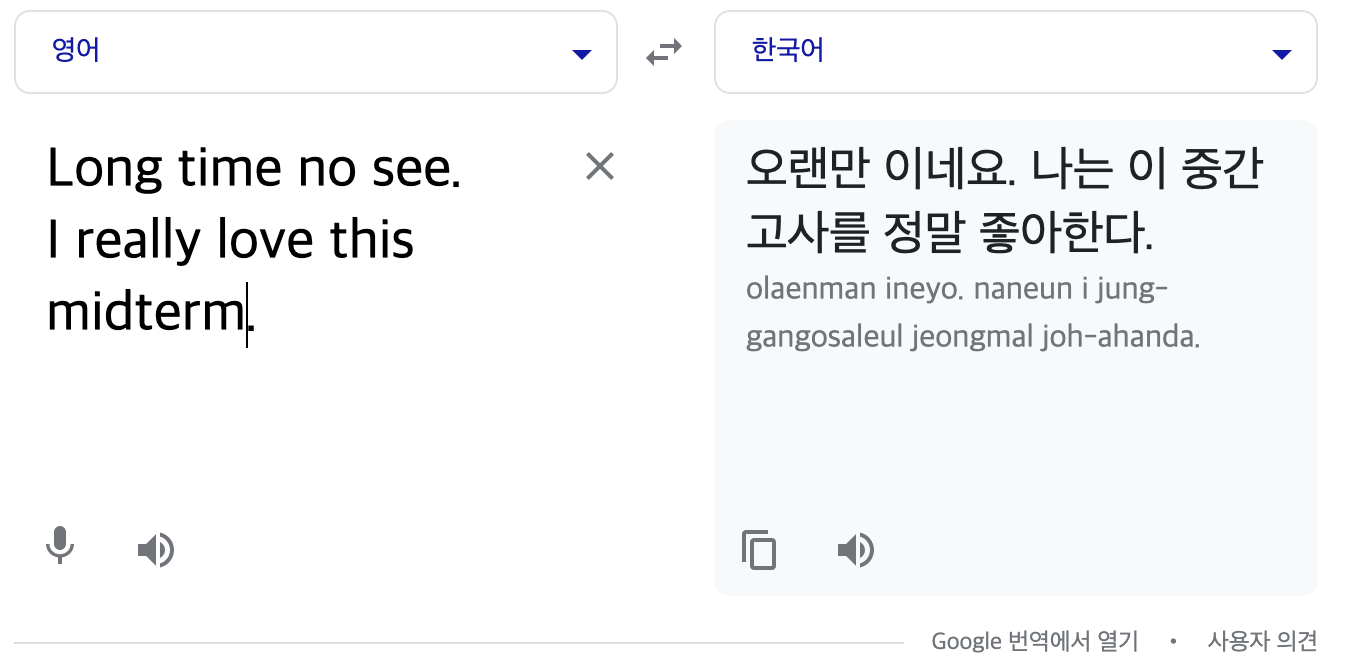 영어
한국어
Long time no see.
I really love this
midterm.
오랜만 이네요. 나는 이 중간
고사를 정말 좋아한다.
olaenman ineyo. naneun i jung-
gangosaleul jeongmal joh-ahanda.
Google 번역에서 열기 • 사용자 의견